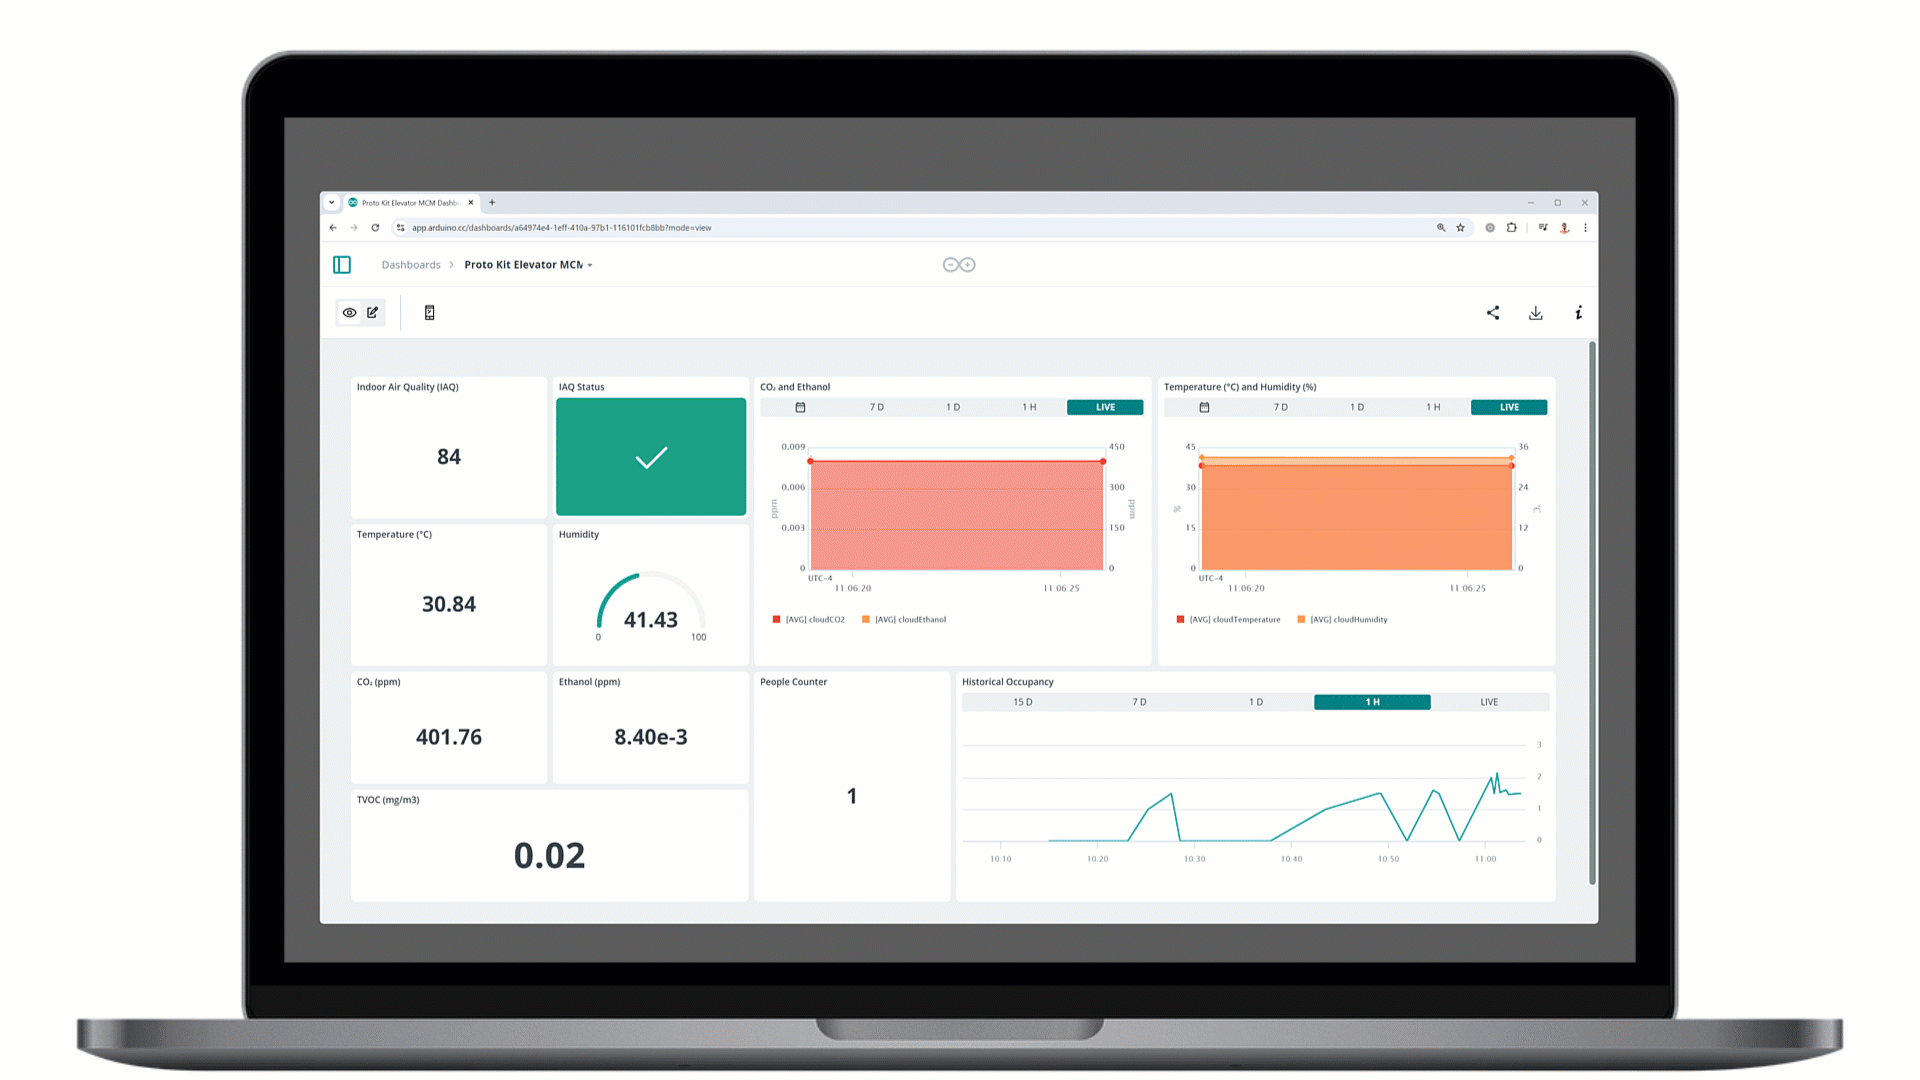 Proto Kit Elevator MCM Dashb
app.arduino.cc/dashboards/a64974e4-1eff-410a-97b1-116101fcb8bb?mode=view
Dashboards > Proto Kit Elevator MCM
Indoor Air Quality (IAQ)
84
IAQ Status
CO₂ and Ethanol
7 D 1 D 1 H LIVE
0.009 450
0.006 300
ppm ppm
0.003 150
0 0
UTC-4
11:06:20 11:06:25
[AVG] cloudCO2 [AVG] cloudEthanol
Temperature (°C) and Humidity (%)
7 D 1 D 1 H LIVE
45 36
30 24
% °C
15 12
0 0
UTC-4
11:06:20 11:06:25
[AVG] cloudTemperature [AVG] cloudHumidity
Temperature (°C)
30.84
Humidity
41.43
0 100
CO₂ (ppm)
401.76
Ethanol (ppm)
8.40e-3
TVOC (mg/m3)
0.02
People Counter
1
Historical Occupancy
15 D 7 D 1 D 1 H LIVE
3
2
1
0
10:10 10:20 10:30 10:40 10:50 11:00